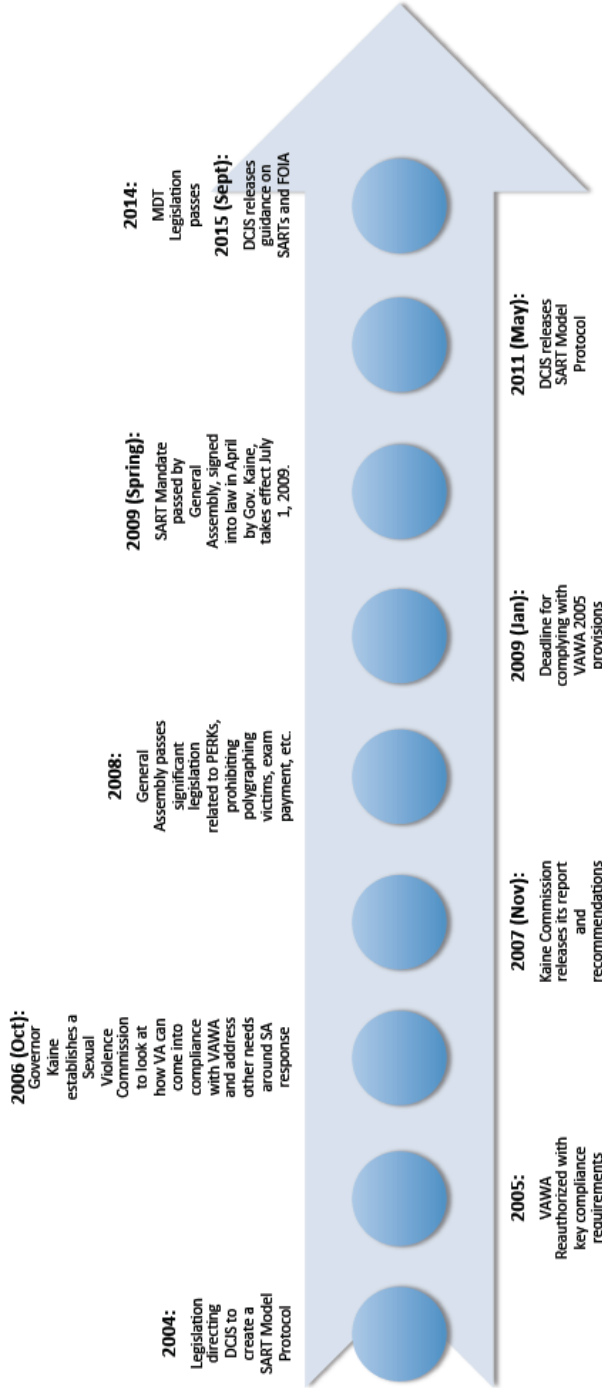 2004:
Legislation
directing
DCJS to
create a
SART Model
Protocol
2005:
VAWA
Reauthorized with
key compliance
requirements
2006 (Oct):
Governor
Kaine
establishes a
Sexual
Violence
Commission
to look at
how VA can
come into
compliance
with VAWA
and address
other needs
around SA
response
2007 (Nov):
Kaine Commission
releases its report
and
recommendations
2008:
General
Assembly passes
significant
legislation
related to PERKs,
prohibiting
polygraphing
victims, exam
payment, etc.
2009 (Jan):
Deadline for
complying with
VAWA 2005
provisions
2009 (Spring):
SART Mandate
passed by
General
Assembly, signed
into law in April
by Gov. Kaine,
takes effect July
1, 2009.
2011 (May):
DCJS releases
SART Model
Protocol
2014:
MDT
Legislation
passes
2015 (Sept):
DCJS releases
guidance on
SARTs and FOIA